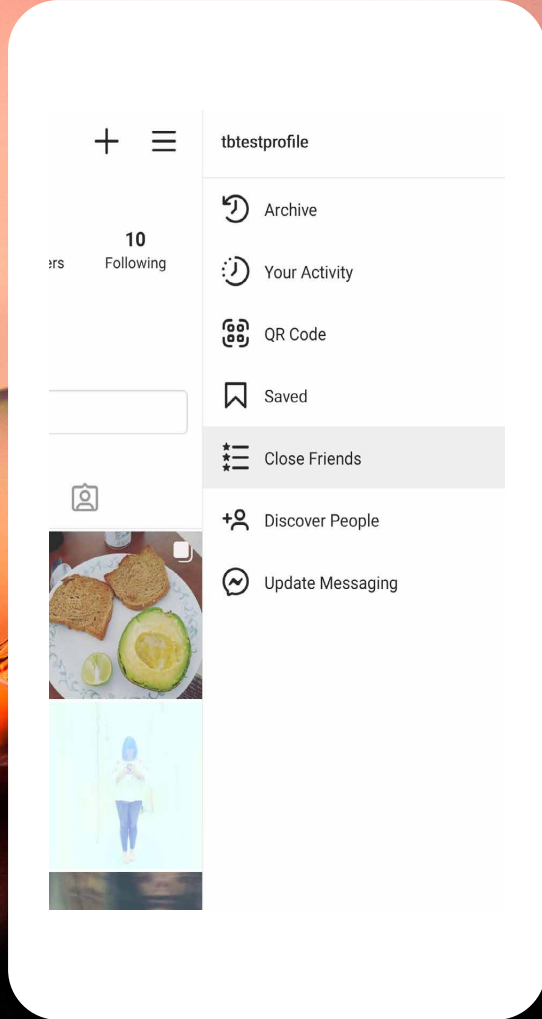 tbtestprofile
Archive
10
ers
Following
Your Activity
QR Code
Saved
Close Friends
Discover People
Update Messaging